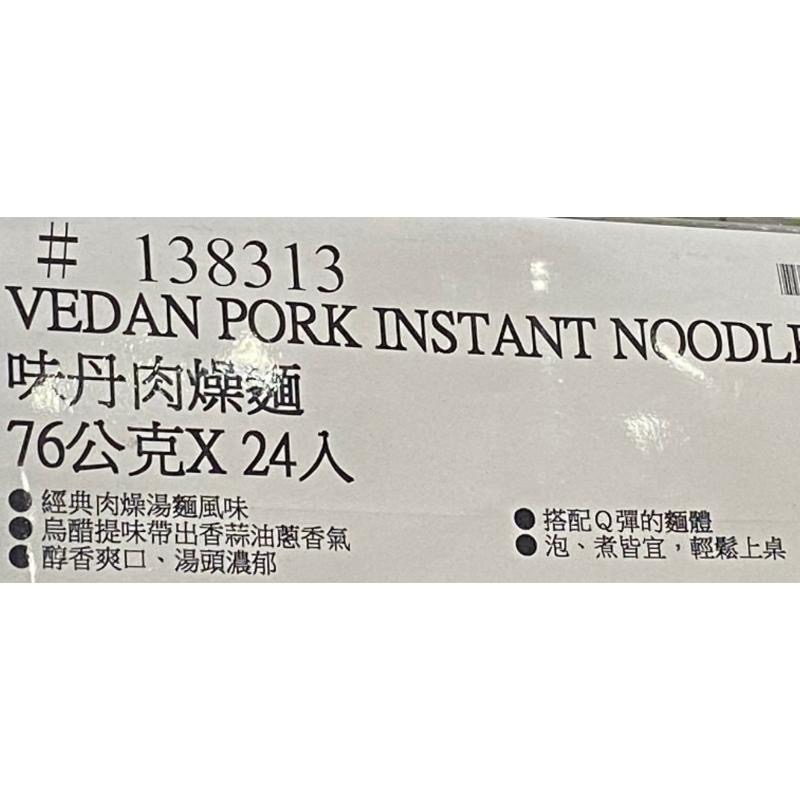 # 138313
VEDAN PORK INSTANT NOODLE
味丹肉燥麵
76公克X 24入
● 經典肉燥湯麵風味
● 烏醋提味帶出香蒜油蔥香氣
● 醇香爽口、湯頭濃郁
● 搭配Q彈的麵體
● 泡、煮皆宜，輕鬆上桌